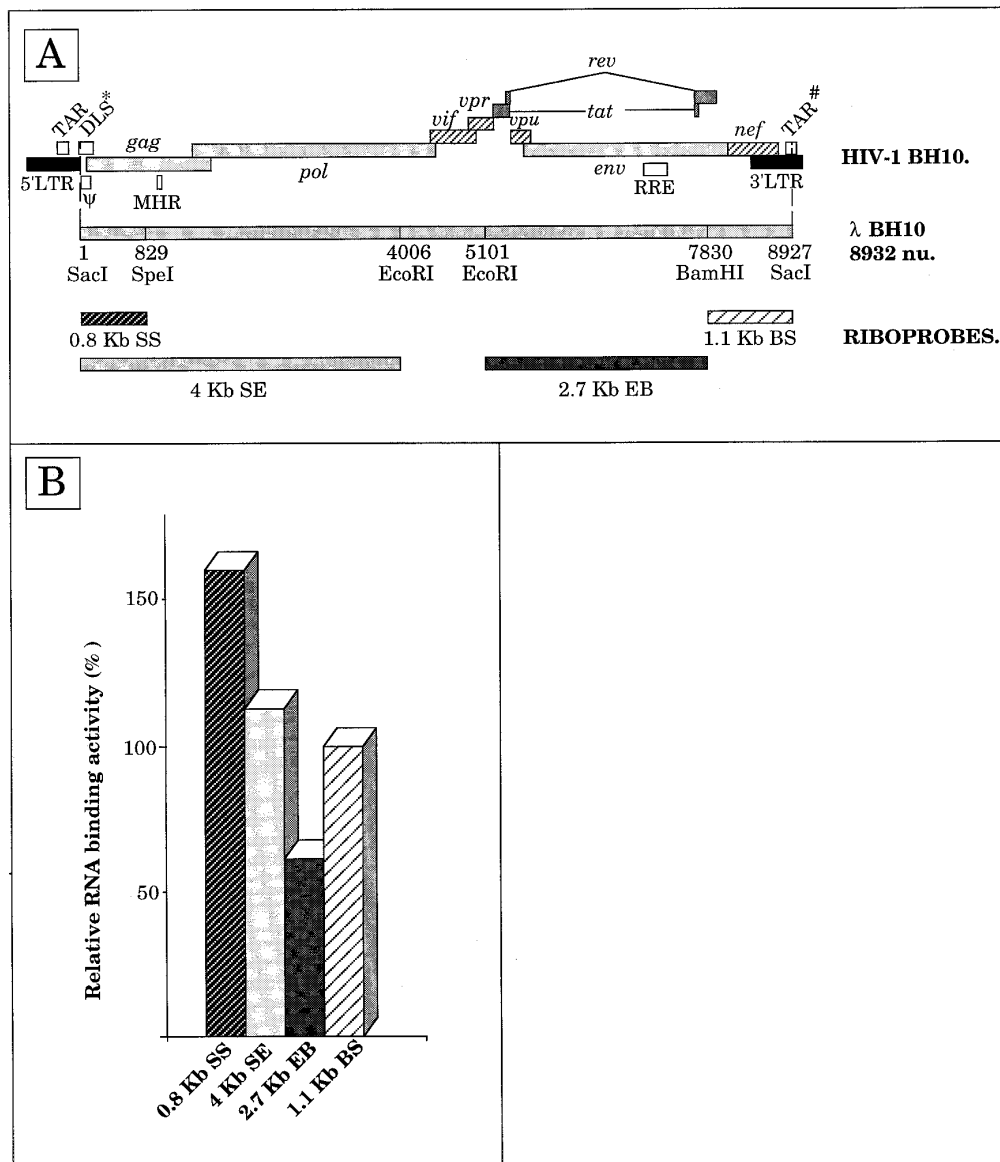 A
rev
TAR
DLS*
gag
vif
vpr
tat
vpu
nef
TAR#
HIV-1 BH10.
5'LTR
ψ
MHR
pol
env
RRE
3'LTR
λ BH10
8932 nu.
1 829 4006 5101 7830 8927
SacI SpeI EcoRI EcoRI BamHI SacI
0.8 Kb SS
1.1 Kb BS
RIBOPROBES.
4 Kb SE
2.7 Kb EB
B
Relative RNA binding activity (%)
150
100
50
0.8 Kb SS
4 Kb SE
2.7 Kb EB
1.1 Kb BS